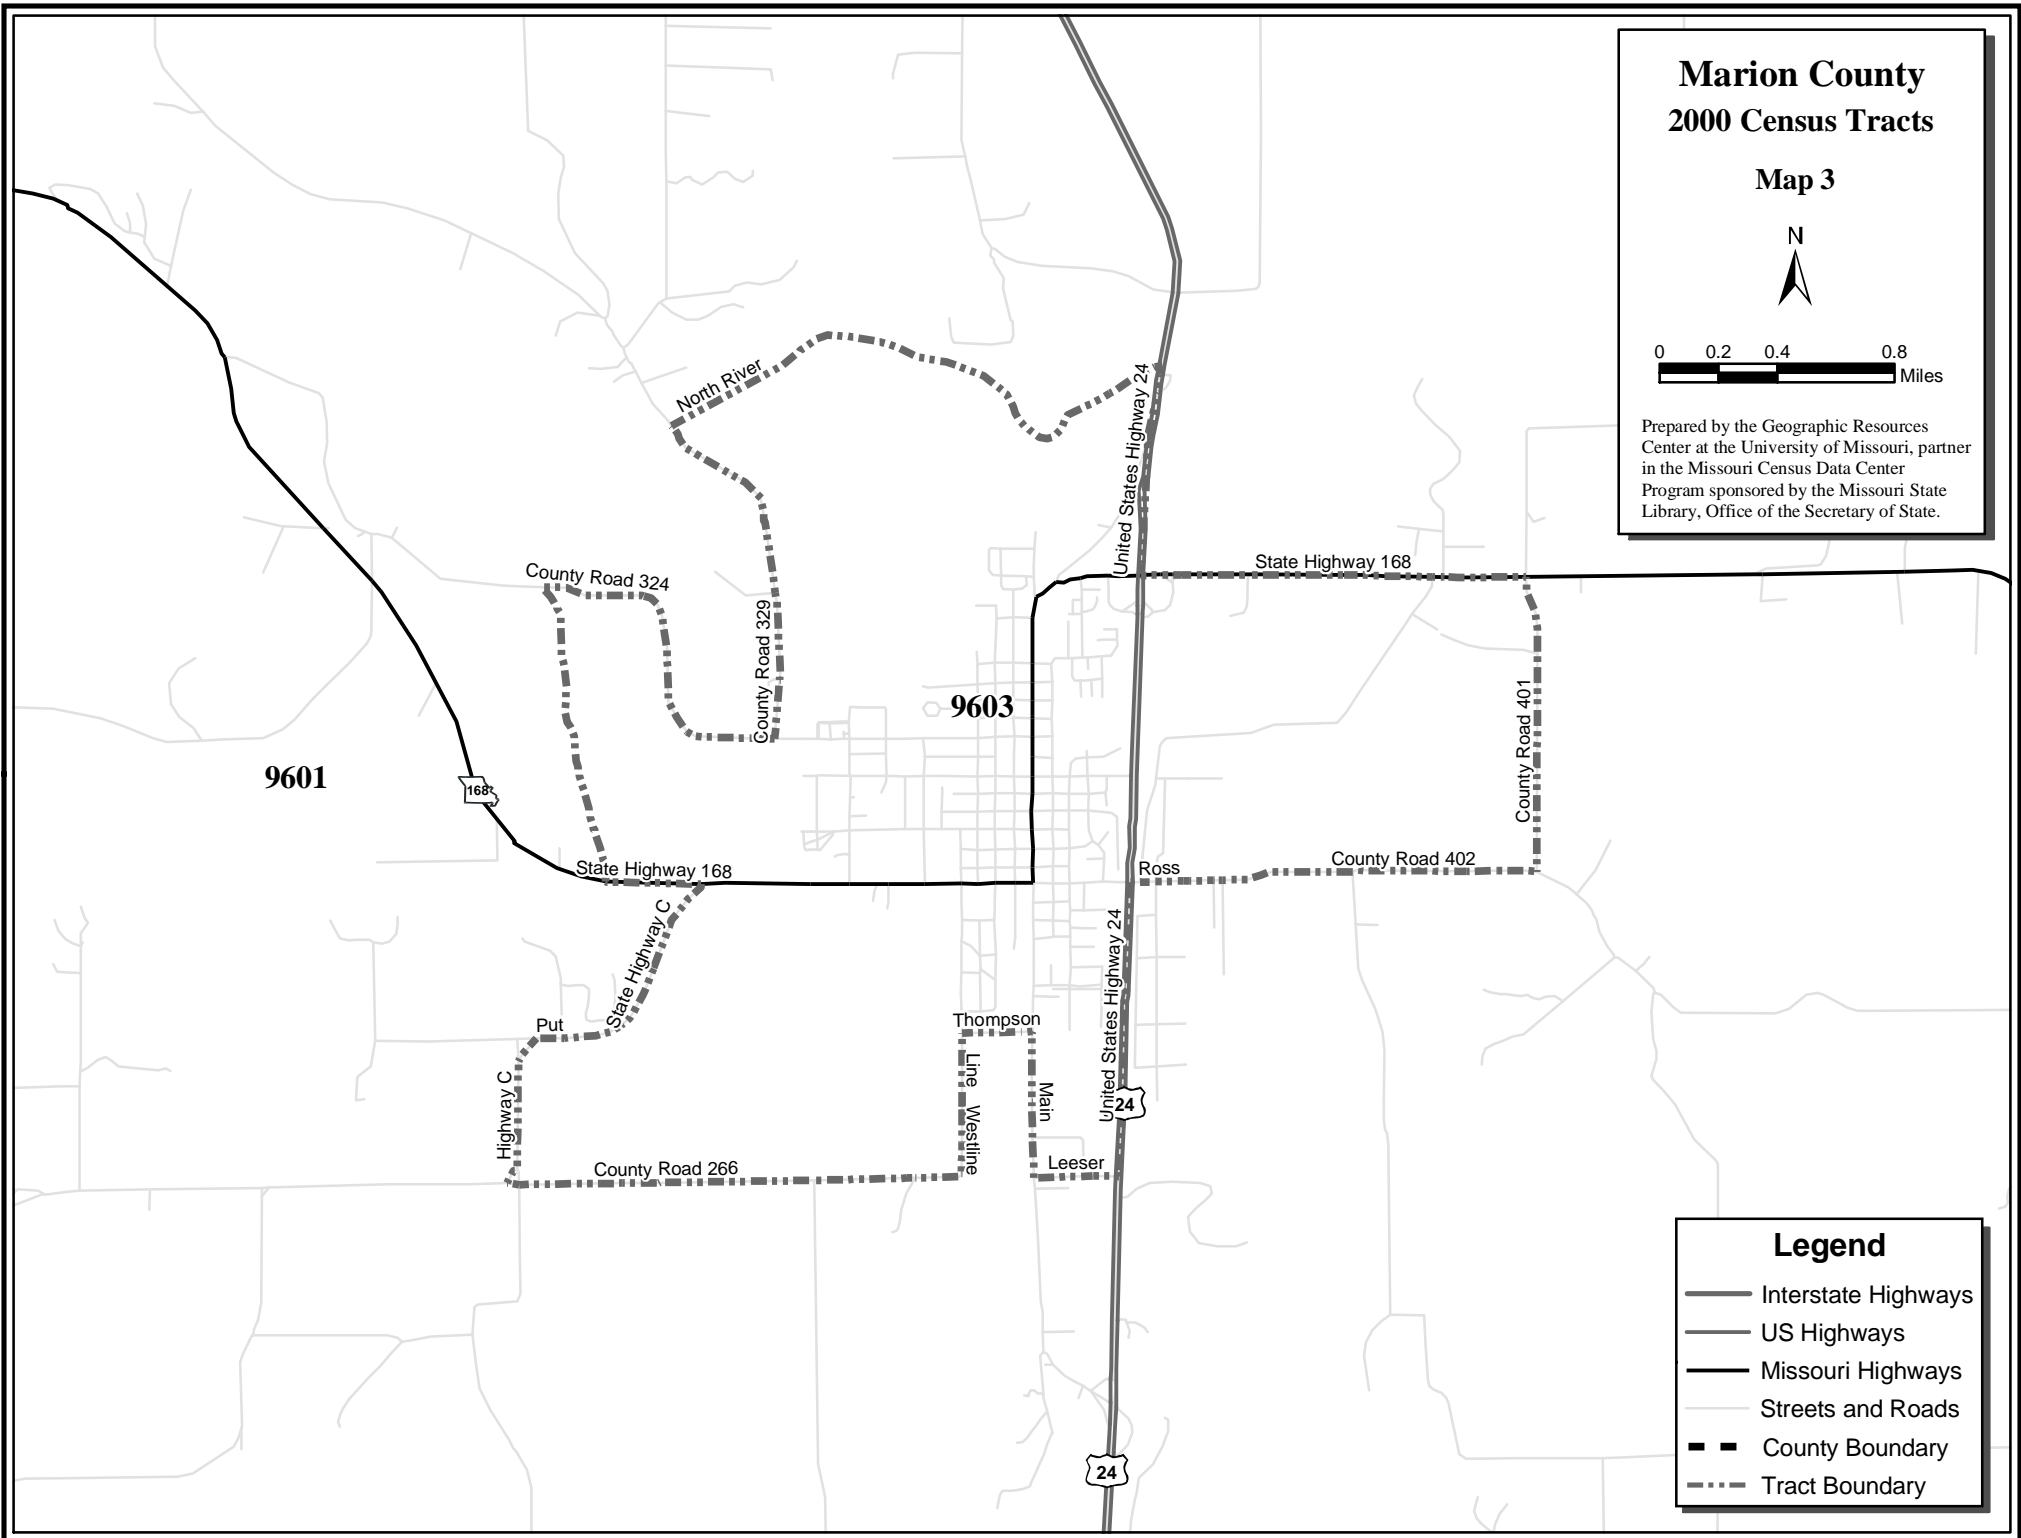 Marion County
2000 Census Tracts
Map 3
N
0 0.2 0.4 0.8
Miles
Prepared by the Geographic Resources
Center at the University of Missouri, partner
in the Missouri Census Data Center
Program sponsored by the Missouri State
Library, Office of the Secretary of State.
North River
United States Highway 24
State Highway 168
County Road 324
County Road 329
9603
County Road 401
9601
168
State Highway 168
Ross
County Road 402
State Highway C
United States Highway 24
Put
Thompson
Highway C
Line
Westline
Main
24
County Road 266
Leeser
24
Legend
Interstate Highways
US Highways
Missouri Highways
Streets and Roads
County Boundary
Tract Boundary